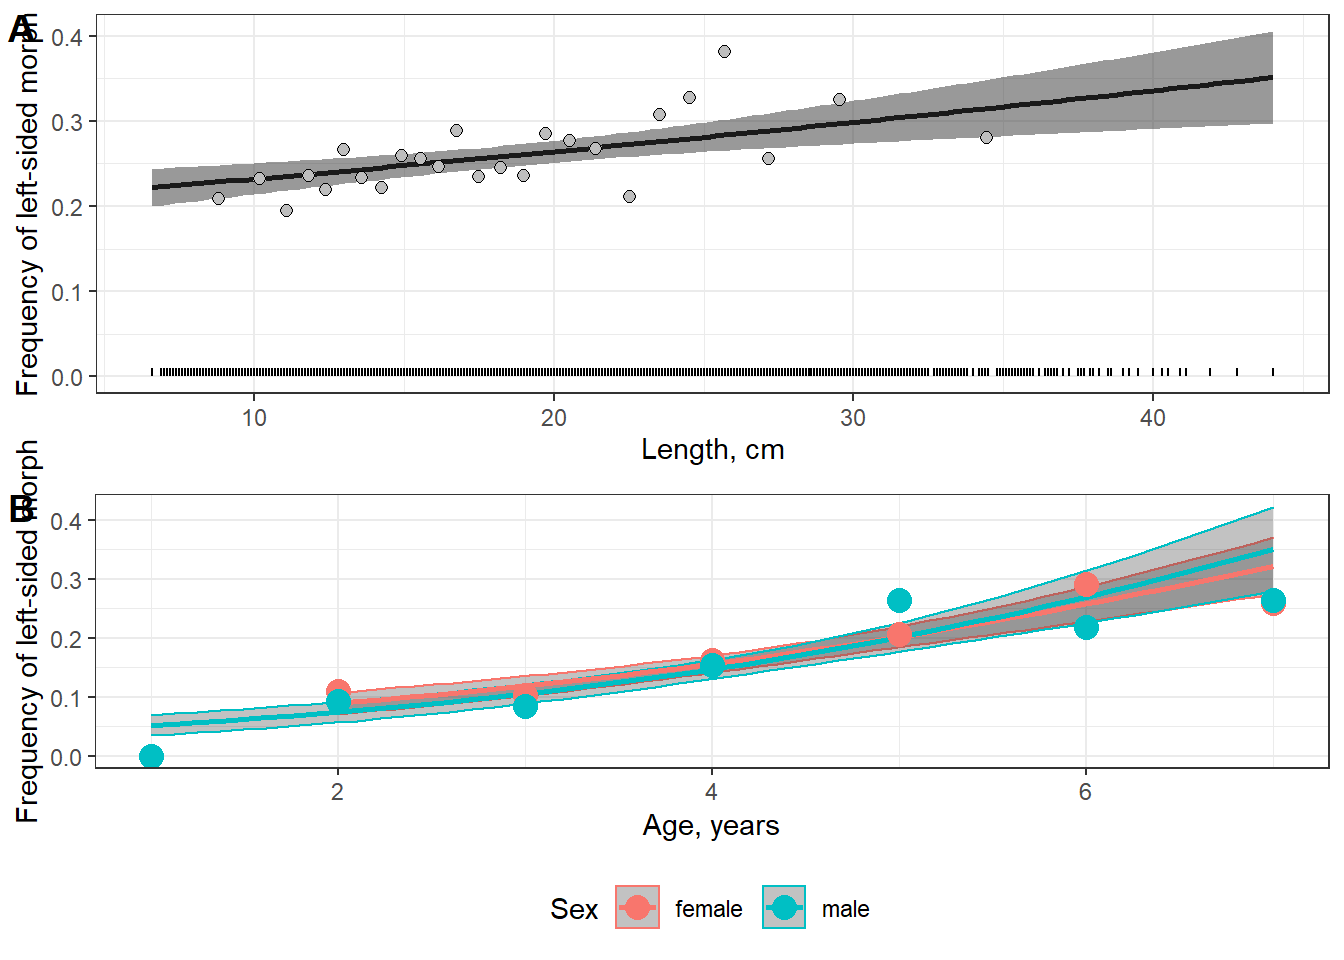 A
Frequency of left-sided morph
0.4
0.3
0.2
0.1
0.0
10 20 30 40
Length, cm
B
Frequency of left-sided morph
0.4
0.3
0.2
0.1
0.0
2 4 6
Age, years
Sex female male